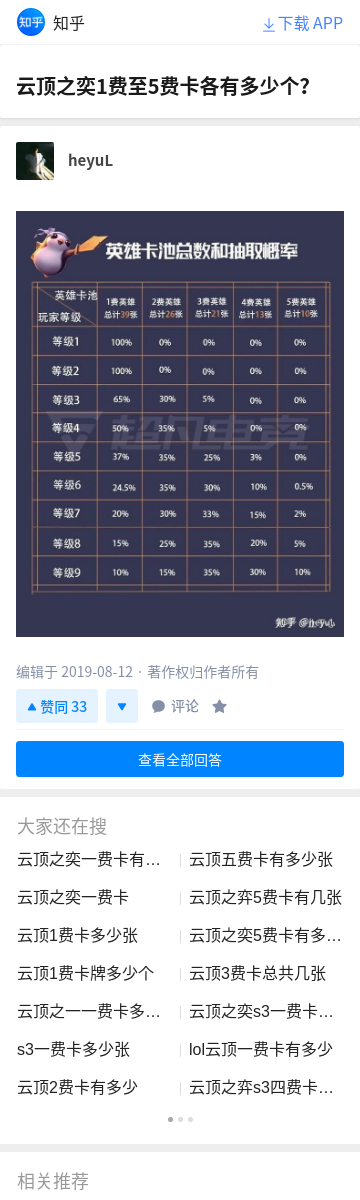 知乎 知乎 下载 APP
云顶之奕1费至5费卡各有多少个?
heyuL
英雄卡池总数和抽取概率
英雄卡池 1费英雄 2费英雄 3费英雄 4费英雄 5费英雄
玩家等级 总计39张 总计26张 总计21张 总计13张 总计10张
等级1 100% 0% 0% 0% 0%
等级2 100% 0% 0% 0% 0%
等级3 65% 30% 5% 0% 0%
等级4 50% 35% 5% 0% 0%
等级5 37% 35% 25% 3% 0%
等级6 24.5% 35% 30% 10% 0.5%
等级7 20% 30% 33% 15% 2%
等级8 15% 25% 35% 20% 5%
等级9 10% 15% 35% 30% 10%
超凡电竞
知乎 @heyuL
编辑于 2019-08-12 · 著作权归作者所有
赞同 33 评论
查看全部回答
大家还在搜
云顶之奕一费卡有… 云顶五费卡有多少张
云顶之奕一费卡 云顶之弈5费卡有几张
云顶1费卡多少张 云顶之奕5费卡有多…
云顶1费卡牌多少个 云顶3费卡总共几张
云顶之一一费卡多… 云顶之奕s3一费卡…
s3一费卡多少张 lol云顶一费卡有多少
云顶2费卡有多少 云顶之弈s3四费卡…
相关推荐